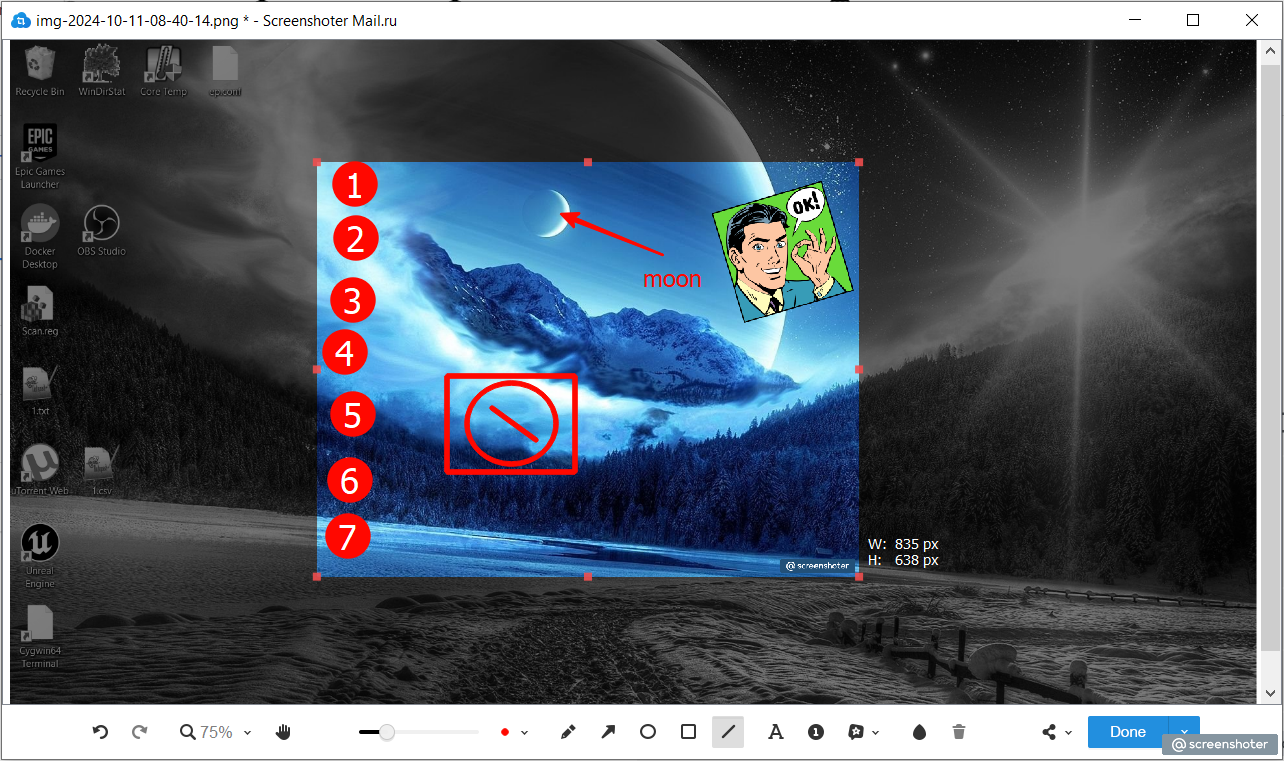 img-2024-10-11-08-40-14.png * - Screenshoter Mail.ru
Recycle Bin
WinDirStat
Core Temp
ep.conf
EPIC
GAMES
Epic Games
Launcher
Docker
Desktop
OBS Studio
Scan.reg
1.txt
uTorrent Web
1.csv
Unreal
Engine
Cygwin64
Terminal
1
2
3
4
5
6
7
moon
OK!
@screenshoter
W: 835 px
H: 638 px
75%
A
1
Done
@screenshoter